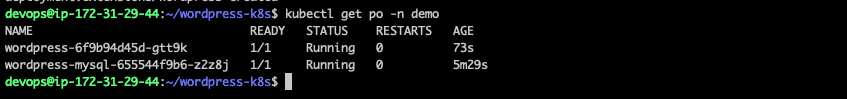 devops@ip-172-31-29-44:~/wordpress-k8s$ kubectl get po -n demo
NAME                               READY   STATUS    RESTARTS   AGE
wordpress-6f9b94d45d-gtt9k         1/1     Running   0          73s
wordpress-mysql-655544f9b6-z2z8j   1/1     Running   0          5m29s
devops@ip-172-31-29-44:~/wordpress-k8s$